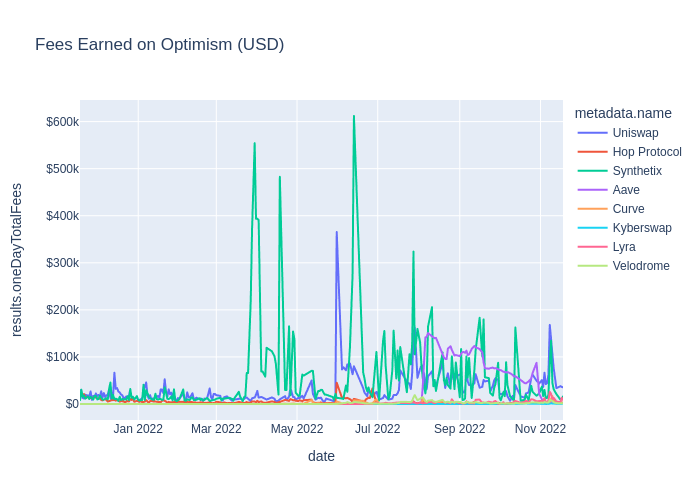 Fees Earned on Optimism (USD)
metadata.name
Uniswap
Hop Protocol
Synthetix
Aave
Curve
Kyberswap
Lyra
Velodrome
results.oneDayTotalFees
$600k
$500k
$400k
$300k
$200k
$100k
$0
Jan 2022
Mar 2022
May 2022
Jul 2022
Sep 2022
Nov 2022
date